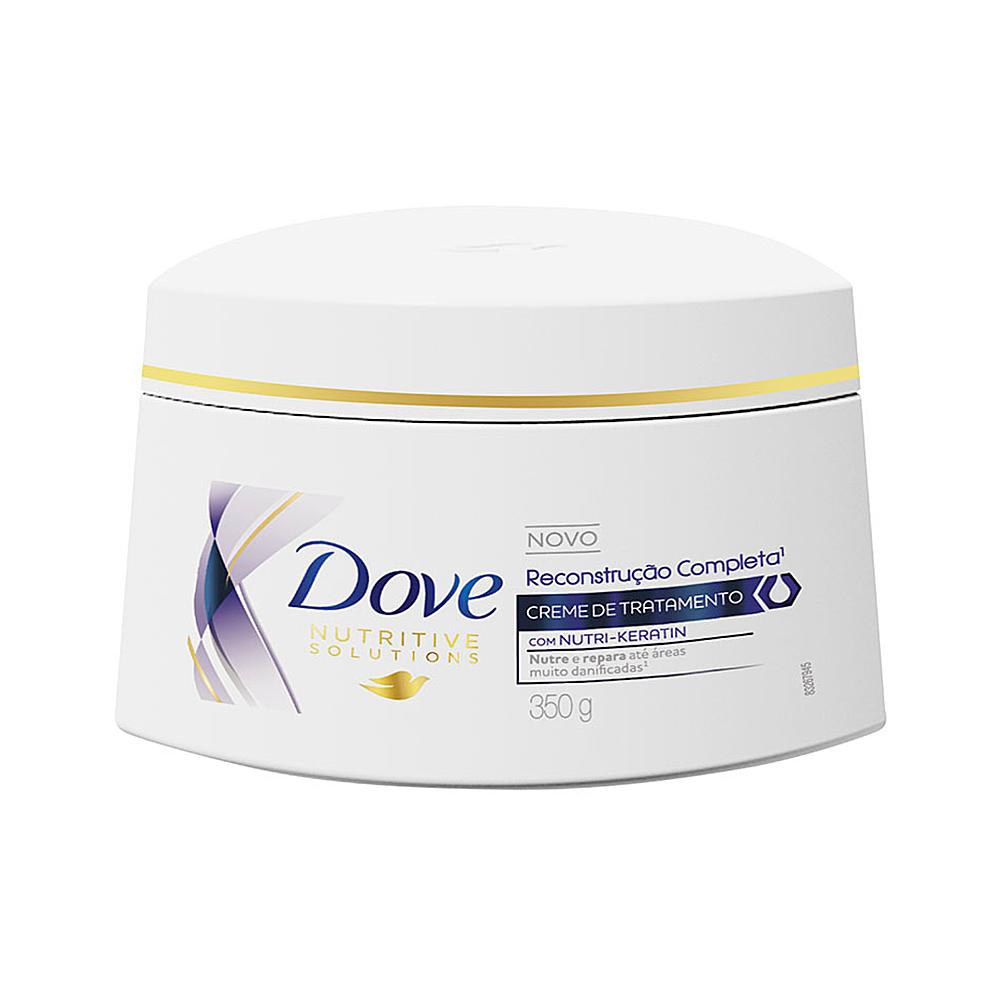 Dove
NUTRITIVE
SOLUTIONS
NOVO
Reconstrução Completa¹
CREME DE TRATAMENTO
COM NUTRI-KERATIN
Nutre e repara até áreas
muito danificadas¹
350 g
83267945